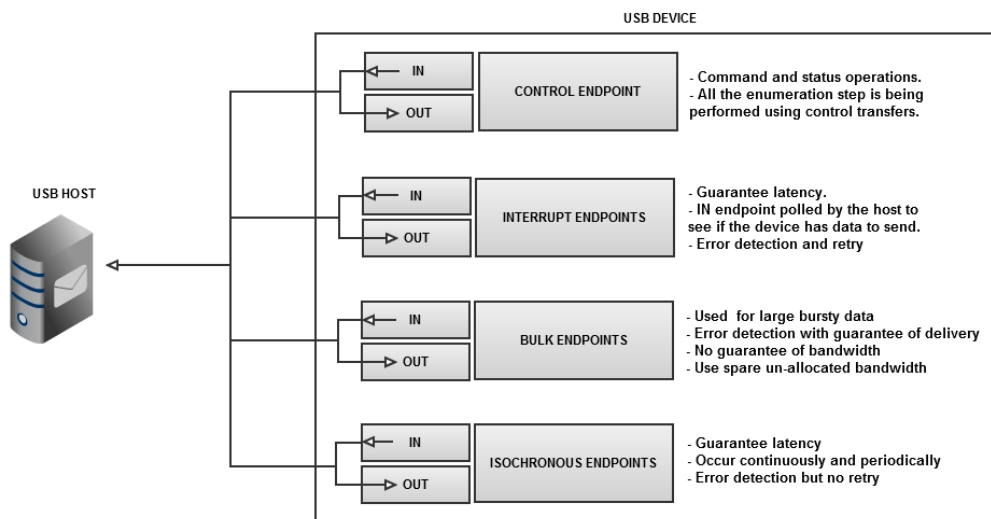 USB DEVICE
IN
OUT
CONTROL ENDPOINT
- Command and status operations.
- All the enumeration step is being
performed using control transfers.
USB HOST
IN
OUT
INTERRUPT ENDPOINTS
- Guarantee latency.
- IN endpoint polled by the host to
see if the device has data to send.
- Error detection and retry
IN
OUT
BULK ENDPOINTS
- Used for large bursty data
- Error detection with guarantee of delivery
- No guarantee of bandwidth
- Use spare un-allocated bandwidth
IN
OUT
ISOCHRONOUS ENDPOINTS
- Guarantee latency
- Occur continuously and periodically
- Error detection but no retry